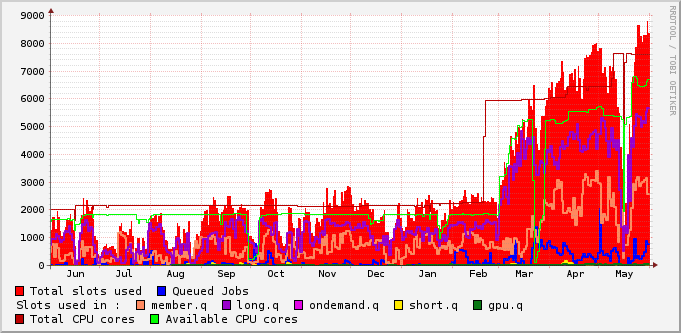 9000
8000
7000
6000
5000
4000
3000
2000
1000
0
Jun Jul Aug Sep Oct Nov Dec Jan Feb Mar Apr May
Total slots used Queued Jobs
Slots used in : member.q long.q ondemand.q short.q gpu.q
Total CPU cores Available CPU cores
RRDTOOL / TOBI OETIKER